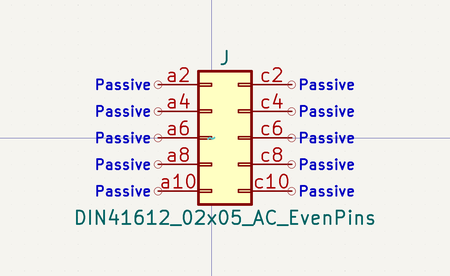 J
Passive a2 c2 Passive
Passive a4 c4 Passive
Passive a6 c6 Passive
Passive a8 c8 Passive
Passive a10 c10 Passive
DIN41612_02x05_AC_EvenPins